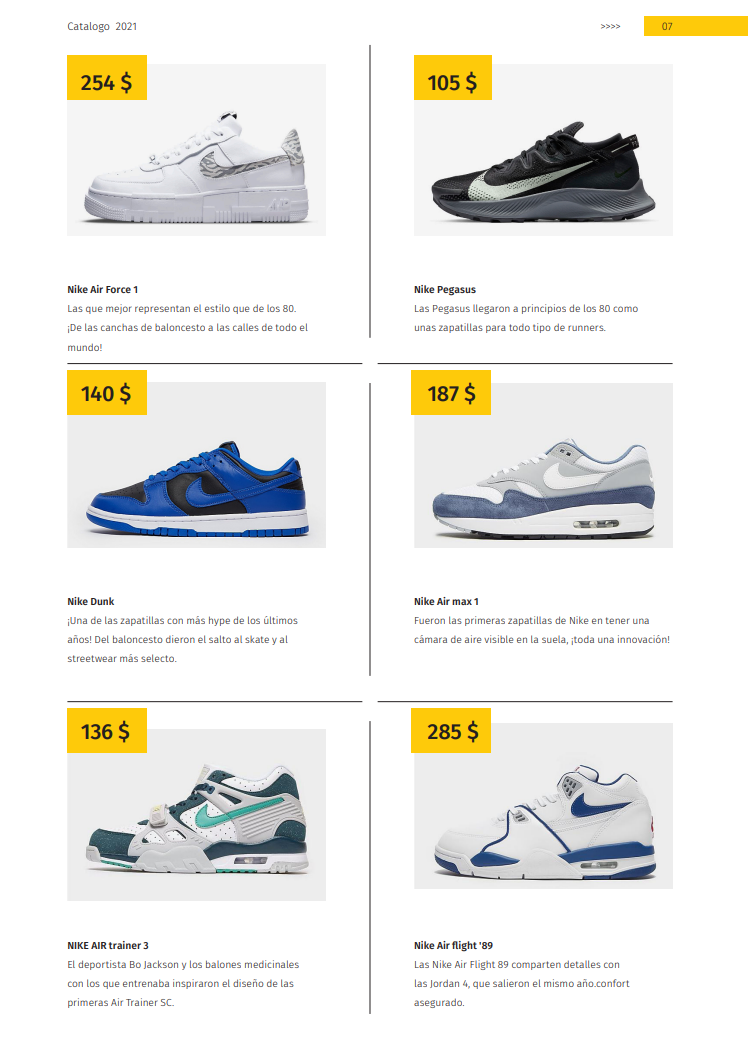 Catalogo 2021
>>>> 07
254 $
Nike Air Force 1
Las que mejor representan el estilo que de los 80.
¡De las canchas de baloncesto a las calles de todo el
mundo!
105 $
Nike Pegasus
Las Pegasus llegaron a principios de los 80 como
unas zapatillas para todo tipo de runners.
140 $
Nike Dunk
¡Una de las zapatillas con más hype de los últimos
años! Del baloncesto dieron el salto al skate y al
streetwear más selecto.
187 $
Nike Air max 1
Fueron las primeras zapatillas de Nike en tener una
cámara de aire visible en la suela, ¡toda una innovación!
136 $
NIKE AIR trainer 3
El deportista Bo Jackson y los balones medicinales
con los que entrenaba inspiraron el diseño de las
primeras Air Trainer SC.
285 $
Nike Air flight '89
Las Nike Air Flight 89 comparten detalles con
las Jordan 4, que salieron el mismo año.confort
asegurado.